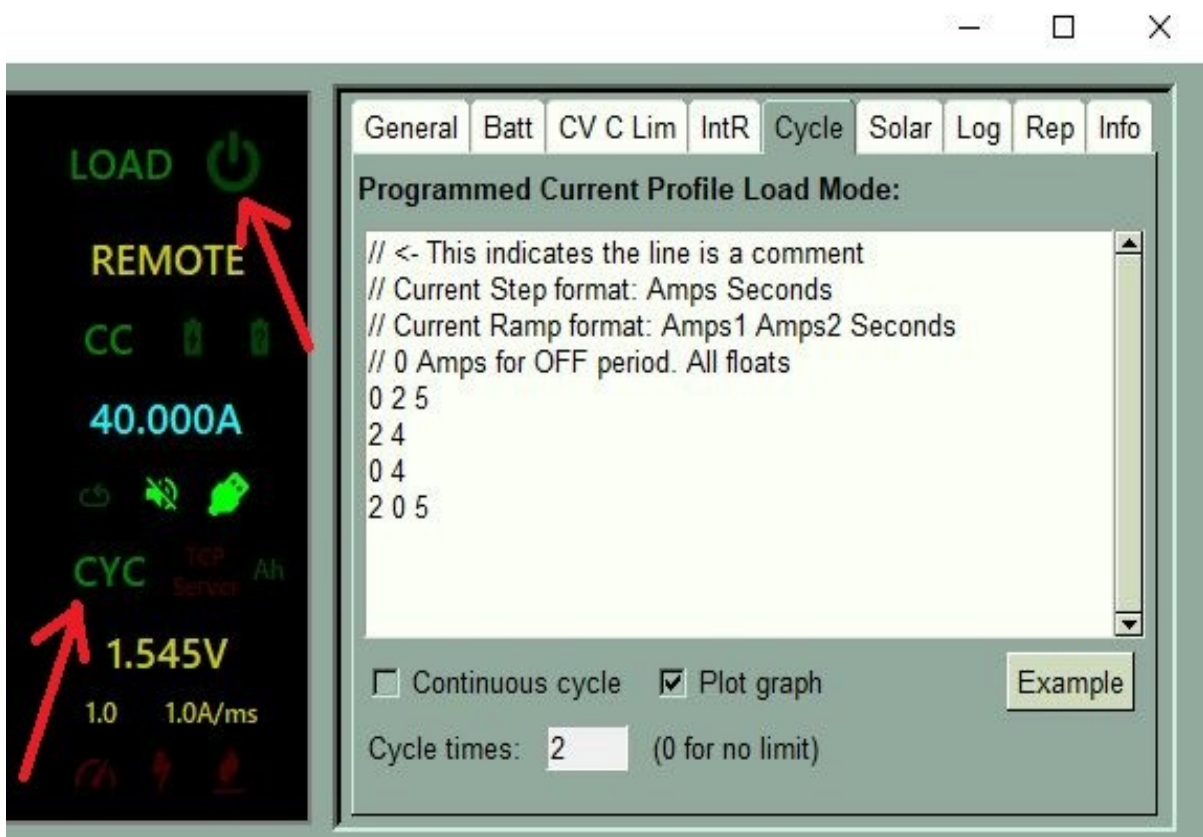 LOAD
REMOTE
CC
40.000A
CYC TCP Server Ah
1.545V
1.0 1.0A/ms
General Batt CV C Lim IntR Cycle Solar Log Rep Info
Programmed Current Profile Load Mode:
// <- This indicates the line is a comment
// Current Step format: Amps Seconds
// Current Ramp format: Amps1 Amps2 Seconds
// 0 Amps for OFF period. All floats
0 2 5
2 4
0 4
2 0 5
Continuous cycle Plot graph
Example
Cycle times: 2 (0 for no limit)